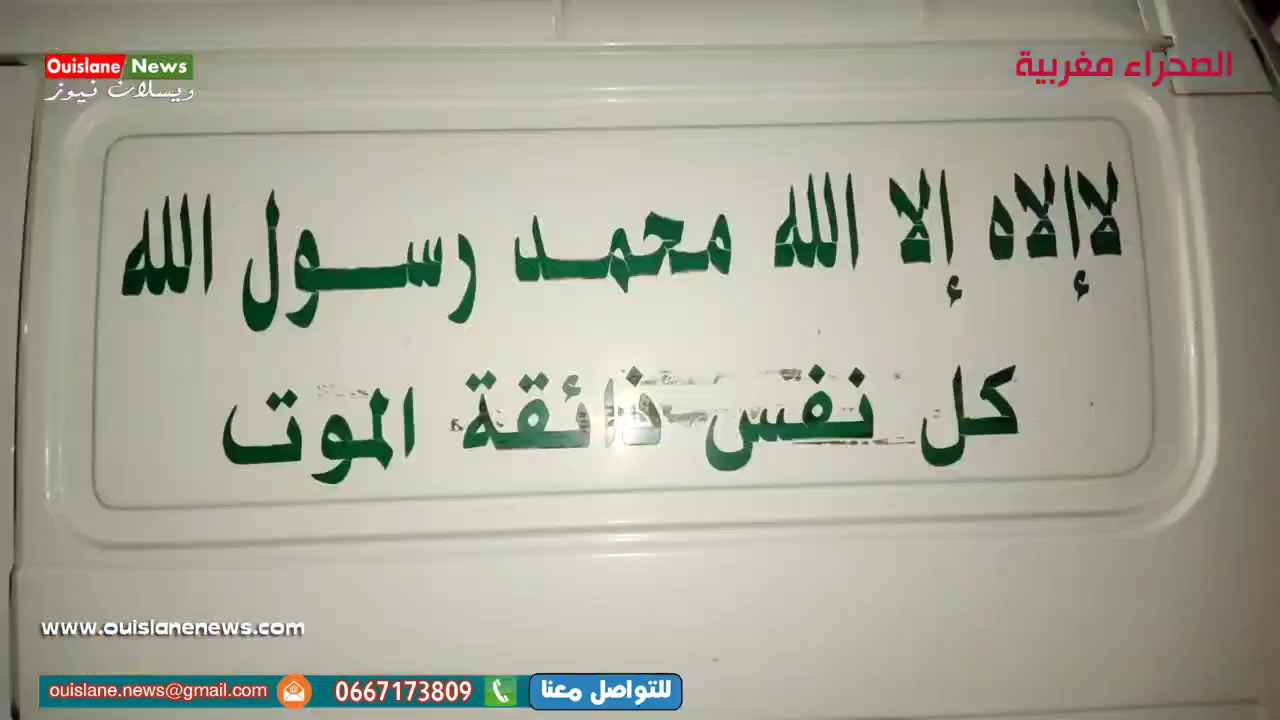 Ouislane News
ويسلان نيوز
الصحراء مغربية
لاإلاه إلا الله محمد رسول الله
كل نفس ذائقة الموت
www.ouislanenews.com
ouislane.news@gmail.com 0667173809 للتواصل معنا